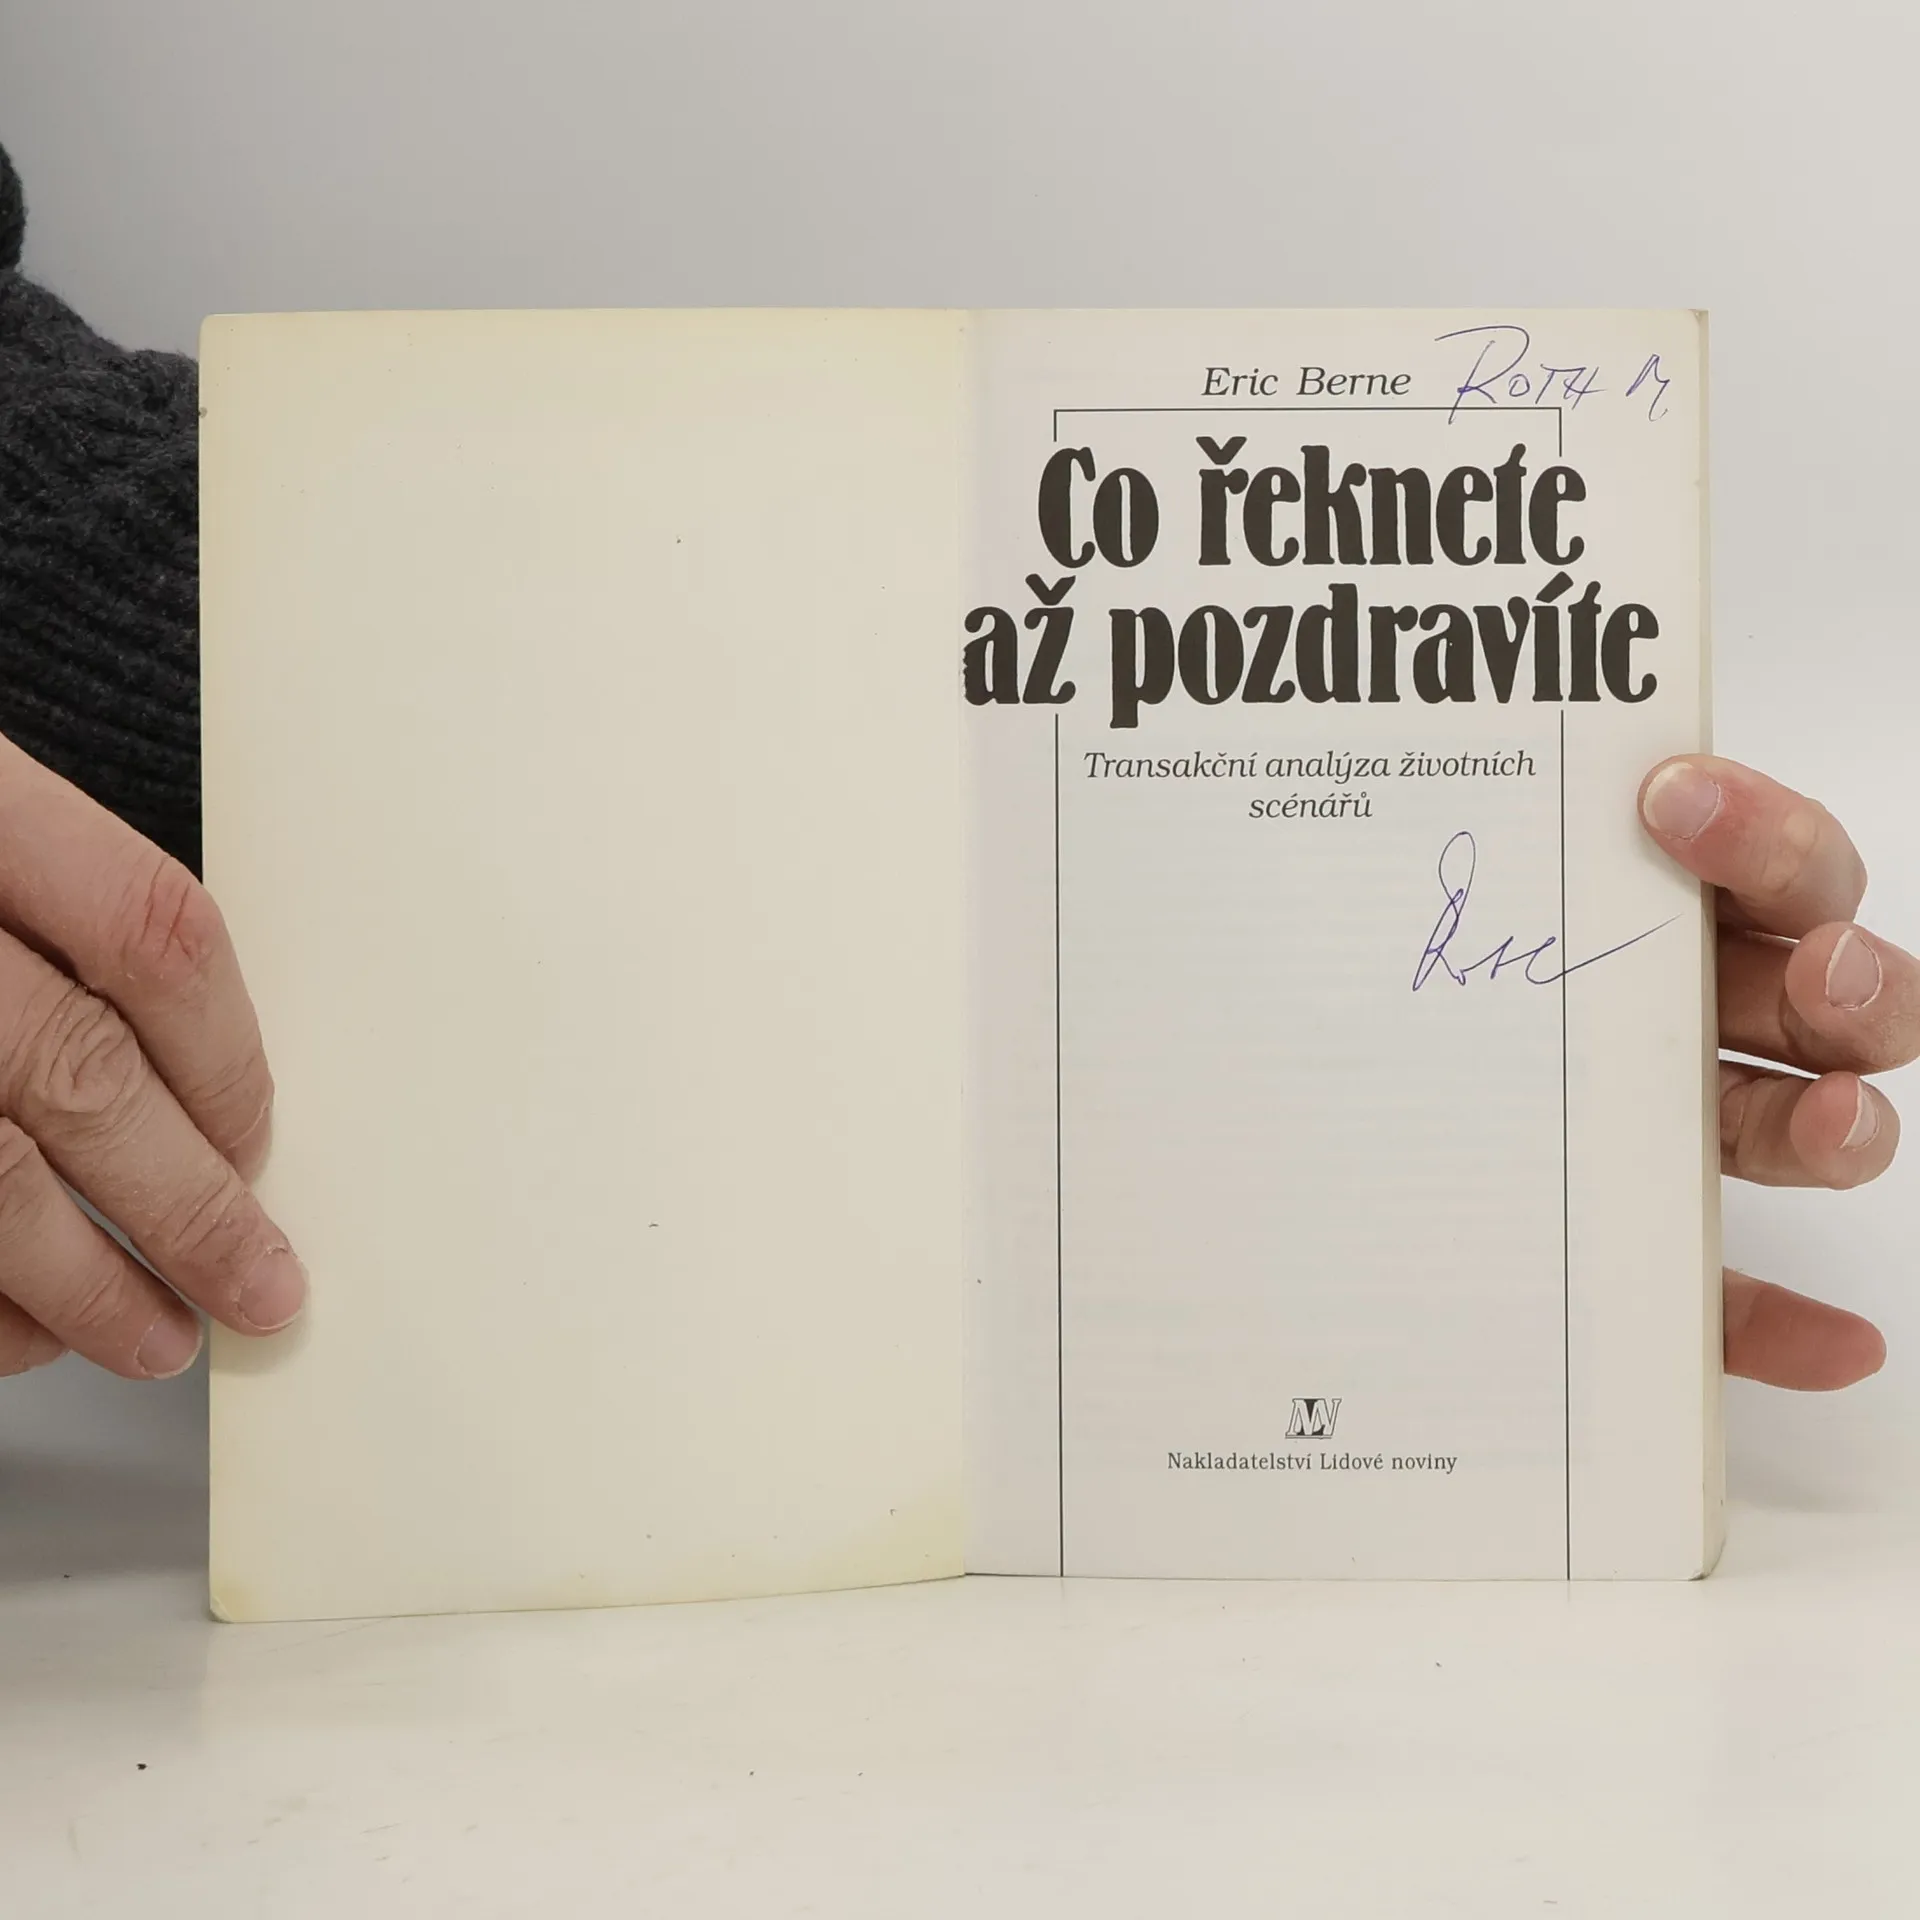 Eric Berne ROTH M
Co řeknete
až pozdravíte
Transakční analýza životních
scénářů
Nakladatelství Lidové noviny